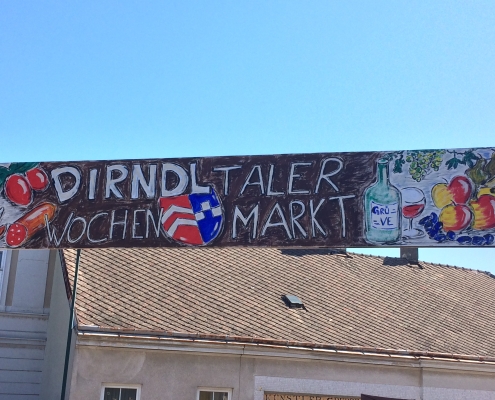 DIRNDLTALER
WOCHEN MARKT
GRÜ=
=VE